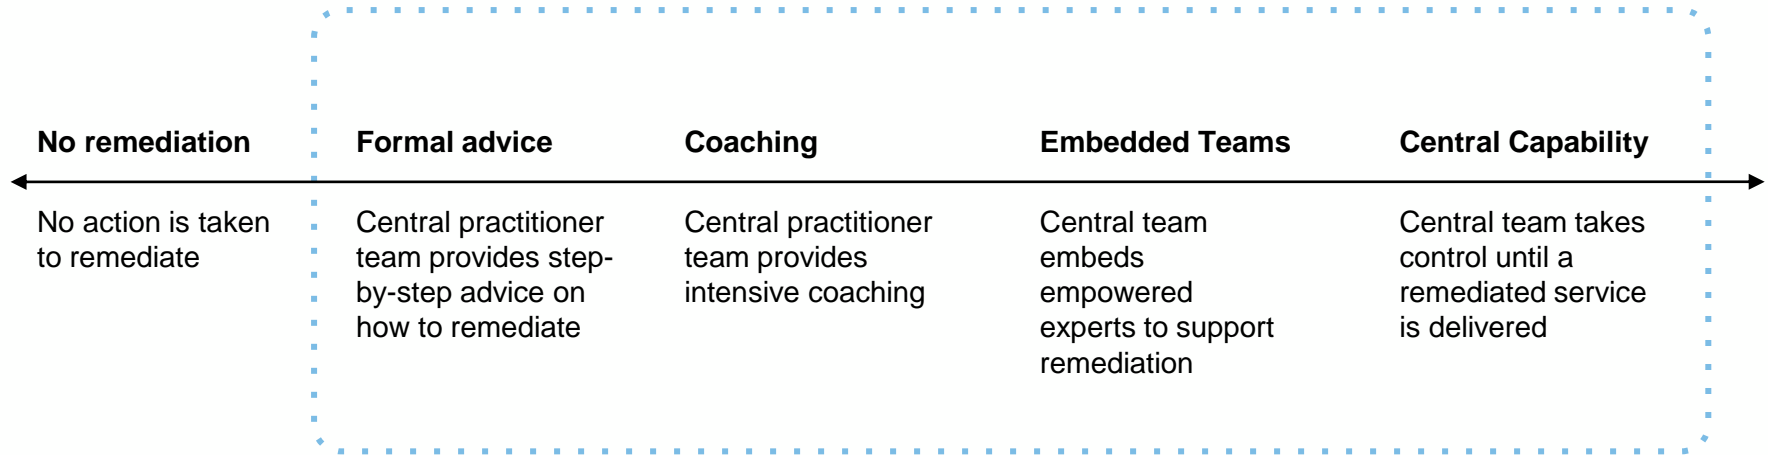 No remediation
Formal advice
Coaching
Embedded Teams
Central Capability
No action is taken
to remediate
Central practitioner
team provides step-
by-step advice on
how to remediate
Central practitioner
team provides
intensive coaching
Central team
embeds
empowered
experts to support
remediation
Central team takes
control until a
remediated service
is delivered